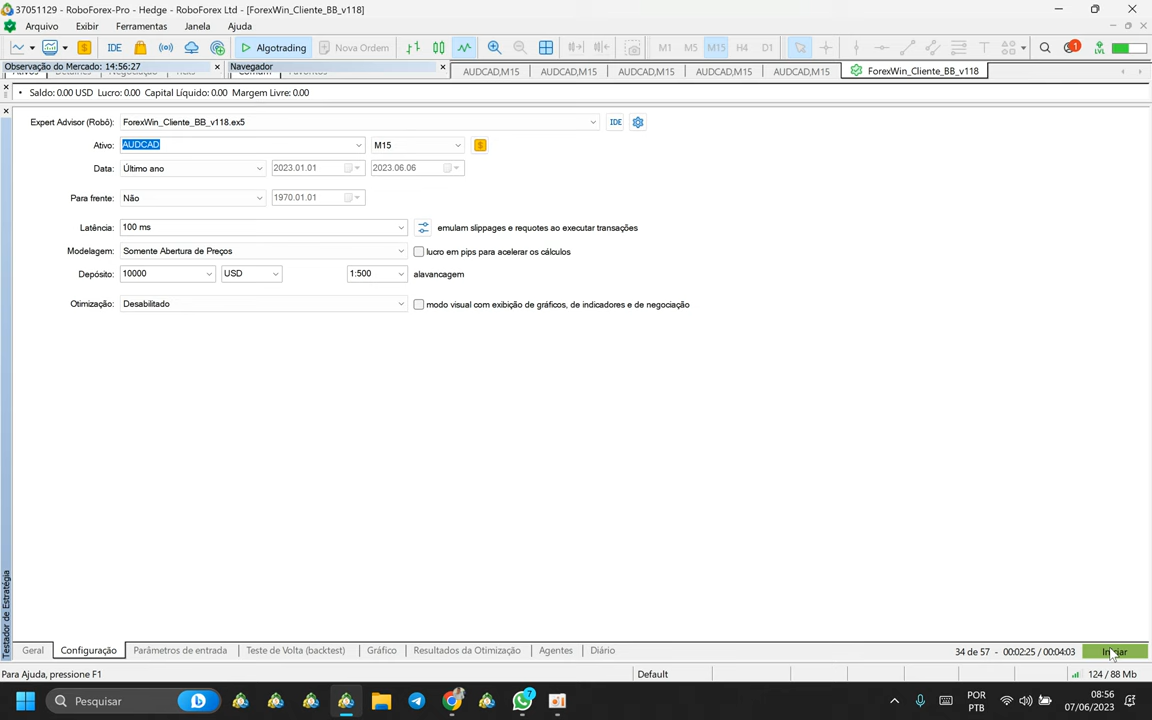 37051129 - RoboForex-Pro - Hedge - RoboForex Ltd - [ForexWin_Cliente_BB_v118]
Arquivo Exibir Ferramentas Janela Ajuda
IDE Algotrading Nova Ordem M1 M5 M15 H4 D1 1 LVL
Observação do Mercado: 14:56:27 Navegador
AUDCAD,M15 AUDCAD,M15 AUDCAD,M15 AUDCAD,M15 AUDCAD,M15 ForexWin_Cliente_BB_v118
• Saldo: 0.00 USD Lucro: 0.00 Capital Líquido: 0.00 Margem Livre: 0.00
Expert Advisor (Robô): ForexWin_Cliente_BB_v118.ex5 IDE
Ativo: AUDCAD M15
Data: Último ano 2023.01.01 2023.06.06
Para frente: Não 1970.01.01
Latência: 100 ms emulam slippages e requotes ao executar transações
Modelagem: Somente Abertura de Preços lucro em pips para acelerar os cálculos
Depósito: 10000 USD 1:500 alavancagem
Otimização: Desabilitado modo visual com exibição de gráficos, de indicadores e de negociação
Testador de Estratégia
Geral Configuração Parâmetros de entrada Teste de Volta (backtest) Gráfico Resultados da Otimização Agentes Diário 34 de 57 - 00:02:25 / 00:04:03 Iniciar
Para Ajuda, pressione F1 Default 124 / 88 Mb
Pesquisar 7 POR 08:56
PTB 07/06/2023